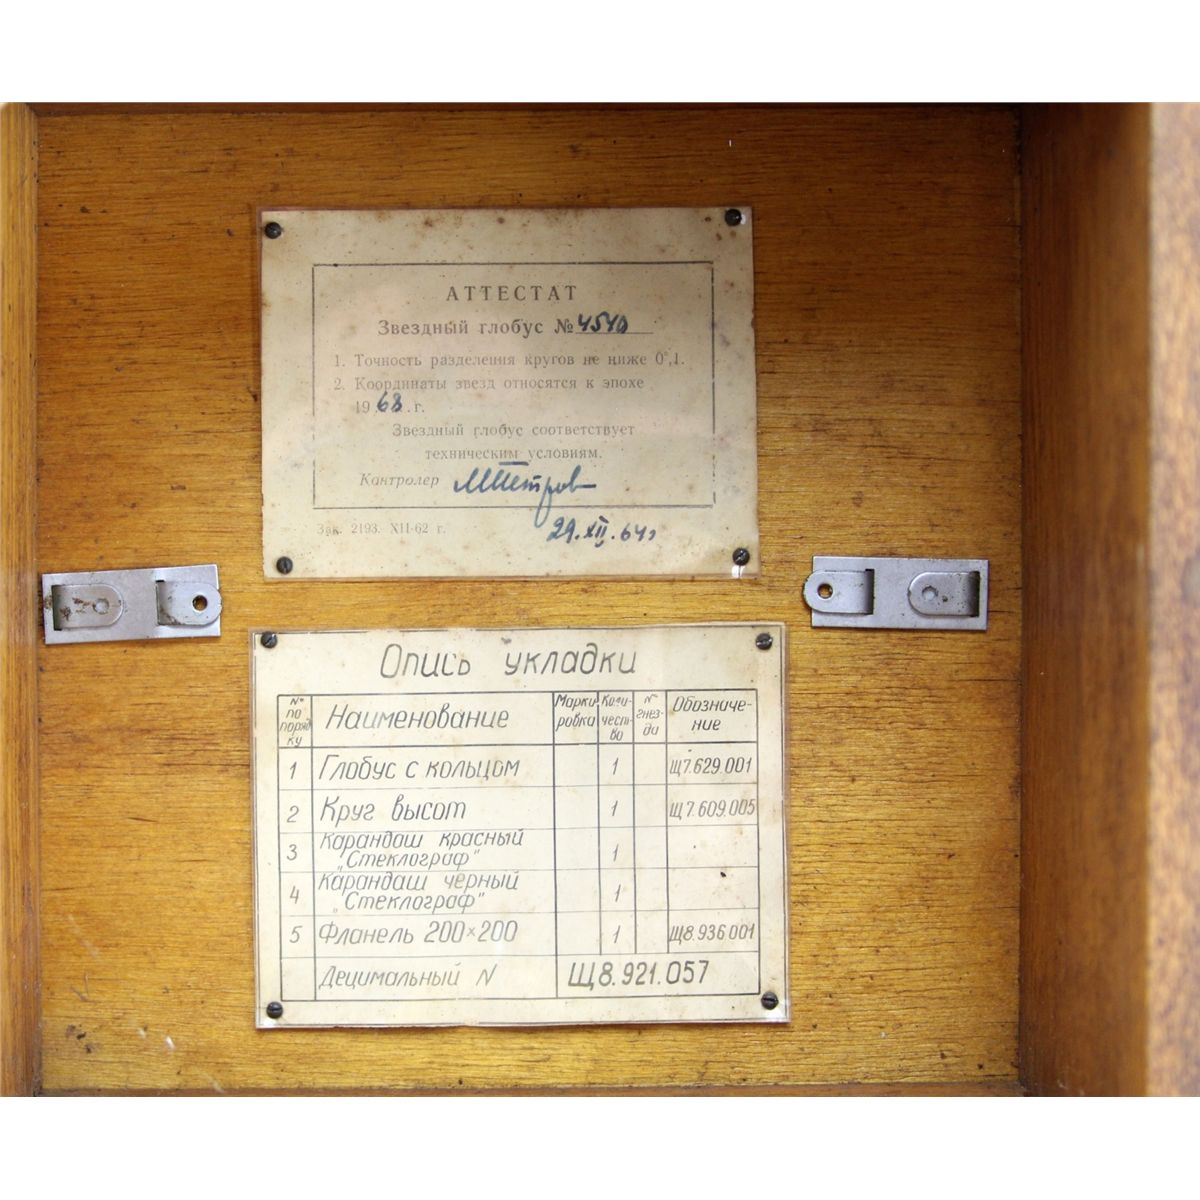 АТТЕСТАТ
Звездный глобус № 4540
1. Точность разделения кругов не ниже 0°,1.
2. Координаты звезд относятся к эпохе
1968.г.
Звездный глобус соответствует
техническим условиям.
Контролер МПетров
Зак. 2193. XII-62 г.
29.XII.64г
Опись укладки
№ по порядку Наименование Маркировка Количество № гнезда Обозначение
1 Глобус с кольцом 1 Щ7.629.001
2 Круг высот 1 Щ7.609.005
3 Карандаш красный
„Стеклограф" 1
4 Карандаш черный
„Стеклограф" 1
5 Фланель 200×200 1 Щ8.936.001
Децимальный N Щ8.921.057